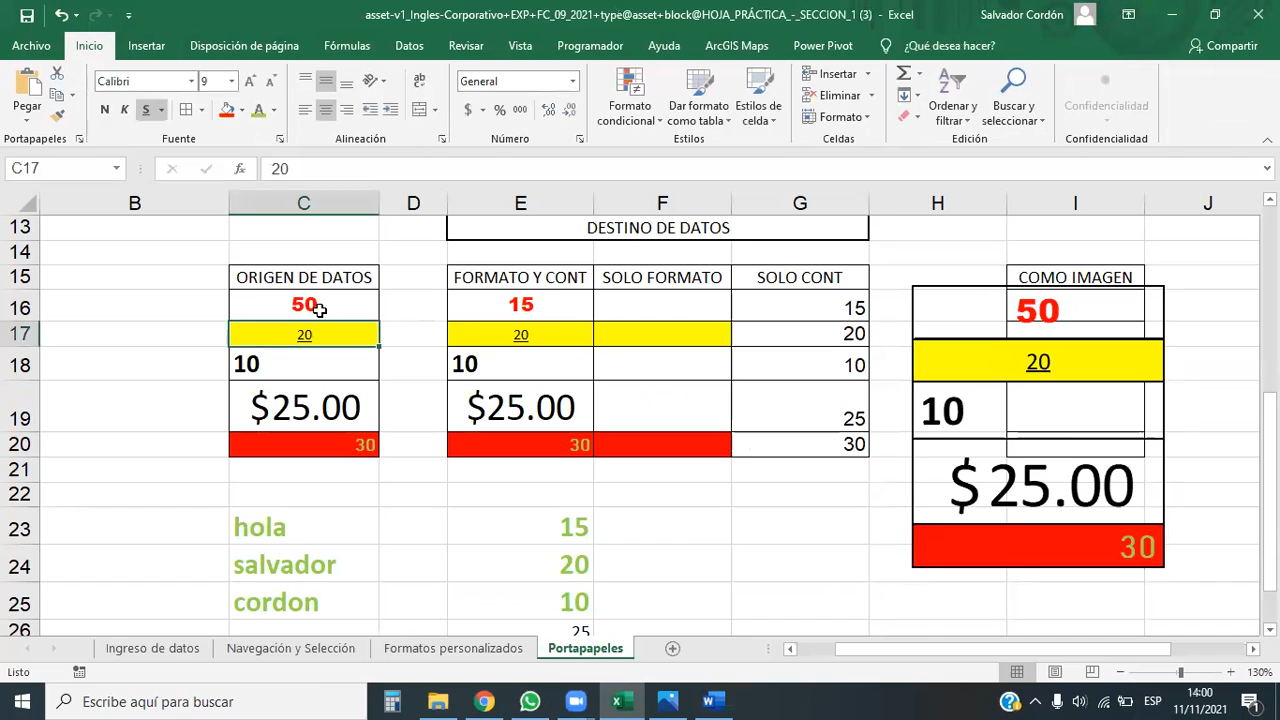 asset-v1_Ingles-Corporativo+EXP+FC_09_2021+type@asset+block@HOJA_PRÁCTICA_-_SECCION_1 (3) - Excel
Salvador Cordón
Archivo Inicio Insertar Disposición de página Fórmulas Datos Revisar Vista Programador Ayuda ArcGIS Maps Power Pivot ¿Qué desea hacer? Compartir
Pegar
Calibri 9
N K S
ab
General
$ % 000
Formato condicional
Dar formato como tabla
Estilos de celda
Insertar
Eliminar
Formato
Ordenar y filtrar
Buscar y seleccionar
Confidencialidad
Portapapeles Fuente Alineación Número Estilos Celdas Edición Confidencialidad
C17 fx 20
B C D E F G H I J
13 DESTINO DE DATOS
14
15 ORIGEN DE DATOS FORMATO Y CONT SOLO FORMATO SOLO CONT COMO IMAGEN
16 50 15 15 50
17 20 20 20 20
18 10 10 10 10
19 $25.00 $25.00 25 $25.00
20 30 30 30 30
21
22
23 hola 15
24 salvador 20
25 cordon 10
26 25
Ingreso de datos Navegación y Selección Formatos personalizados Portapapeles
Listo 130%
Escribe aquí para buscar
ESP 14:00
11/11/2021